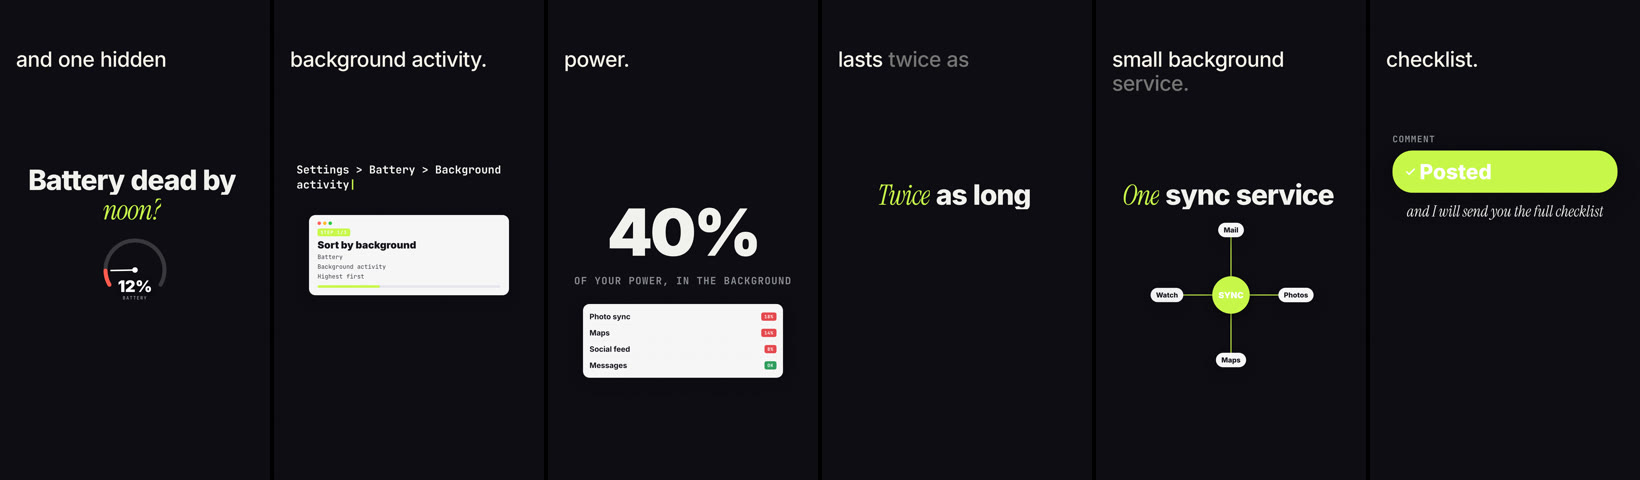 and one hidden
Battery dead by
noon?
12%
BATTERY
background activity.
Settings > Battery > Background
activity
Sort by background
Battery
Background activity
Highest first
power.
40%
OF YOUR POWER, IN THE BACKGROUND
Photo sync
Maps
Social feed
Messages
lasts twice as
Twice as long
small background
service.
One sync service
Mail
Watch
SYNC
Photos
Maps
checklist.
COMMENT
Posted
and I will send you the full checklist